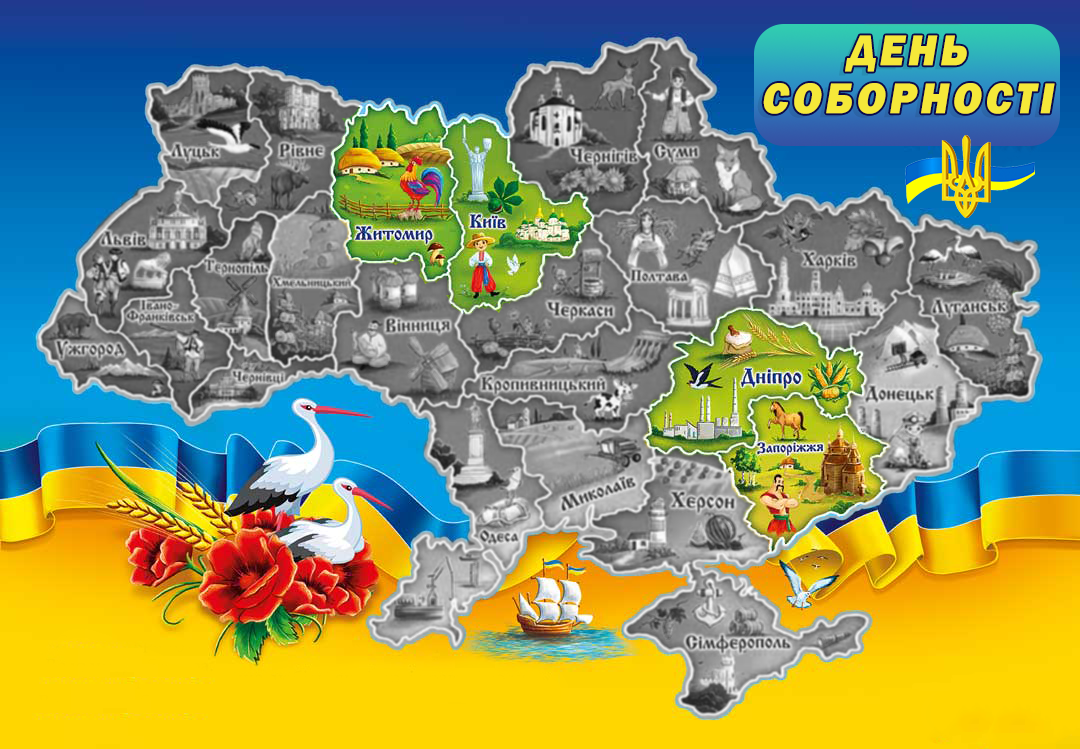 ДЕНЬ
СОБОРНОСТІ
Луцьк
Рівне
Житомир
Київ
Чернігів
Суми
Львів
Тернопіль
Хмельницький
Івано-
Франківськ
Ужгород
Чернівці
Вінниця
Черкаси
Полтава
Харків
Луганськ
Кропивницький
Дніпро
Донецьк
Запоріжжя
Миколаїв
Херсон
Одеса
Сімферополь